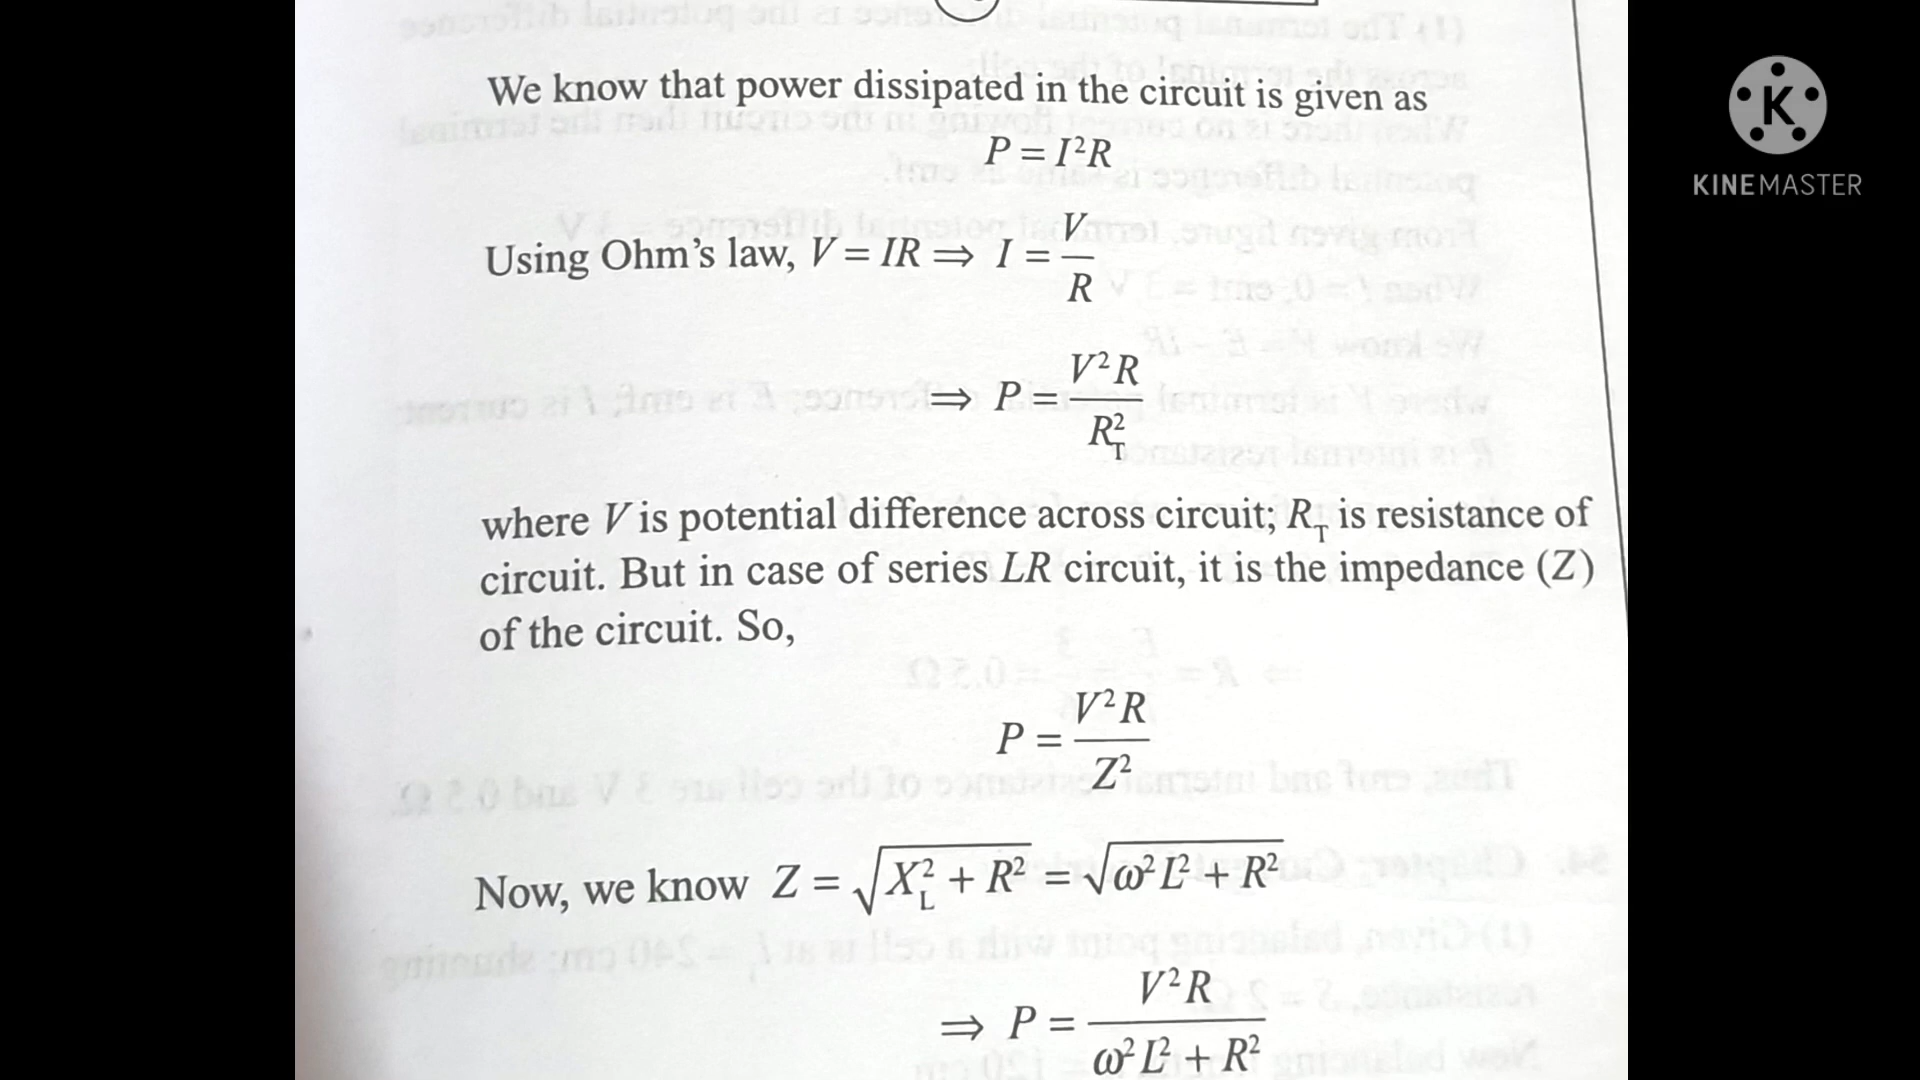 We know that power dissipated in the circuit is given as
P = I²R
Using Ohm's law, V = IR ⇒ I = V/R
⇒ P = V²R/R_T²
where V is potential difference across circuit; R_T is resistance of
circuit. But in case of series LR circuit, it is the impedance (Z)
of the circuit. So,
P = V²R/Z²
Now, we know Z = √(X_L² + R²) = √(ω²L² + R²)
⇒ P = V²R/(ω²L² + R²)
K
KINEMASTER